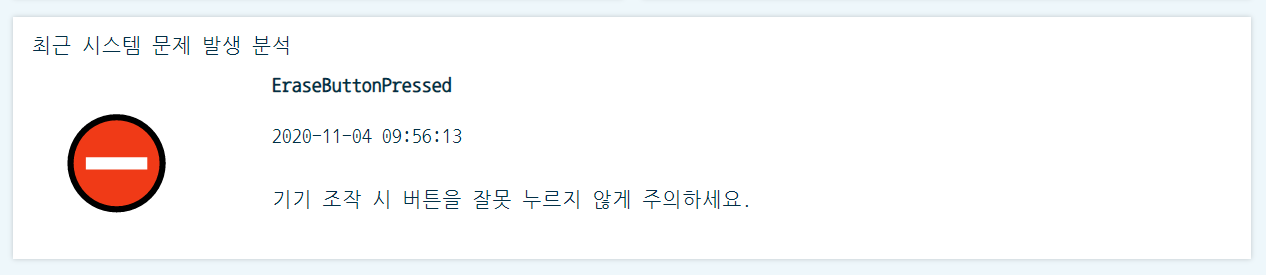 최근 시스템 문제 발생 분석
EraseButtonPressed
2020-11-04 09:56:13
기기 조작 시 버튼을 잘못 누르지 않게 주의하세요.